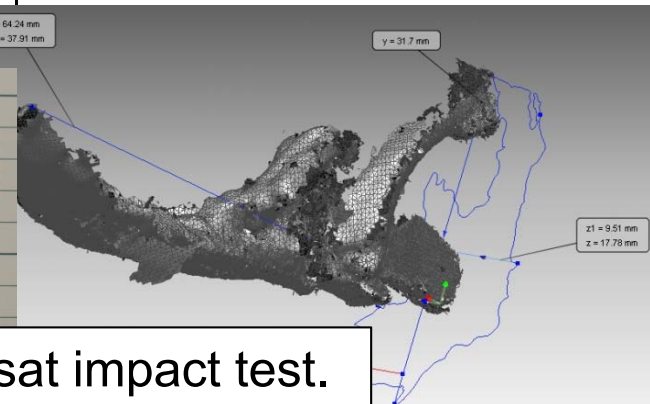 64.24 mm
= 37.91 mm
y = 31.7 mm
z1 = 9.51 mm
z = 17.78 mm
sat impact test.